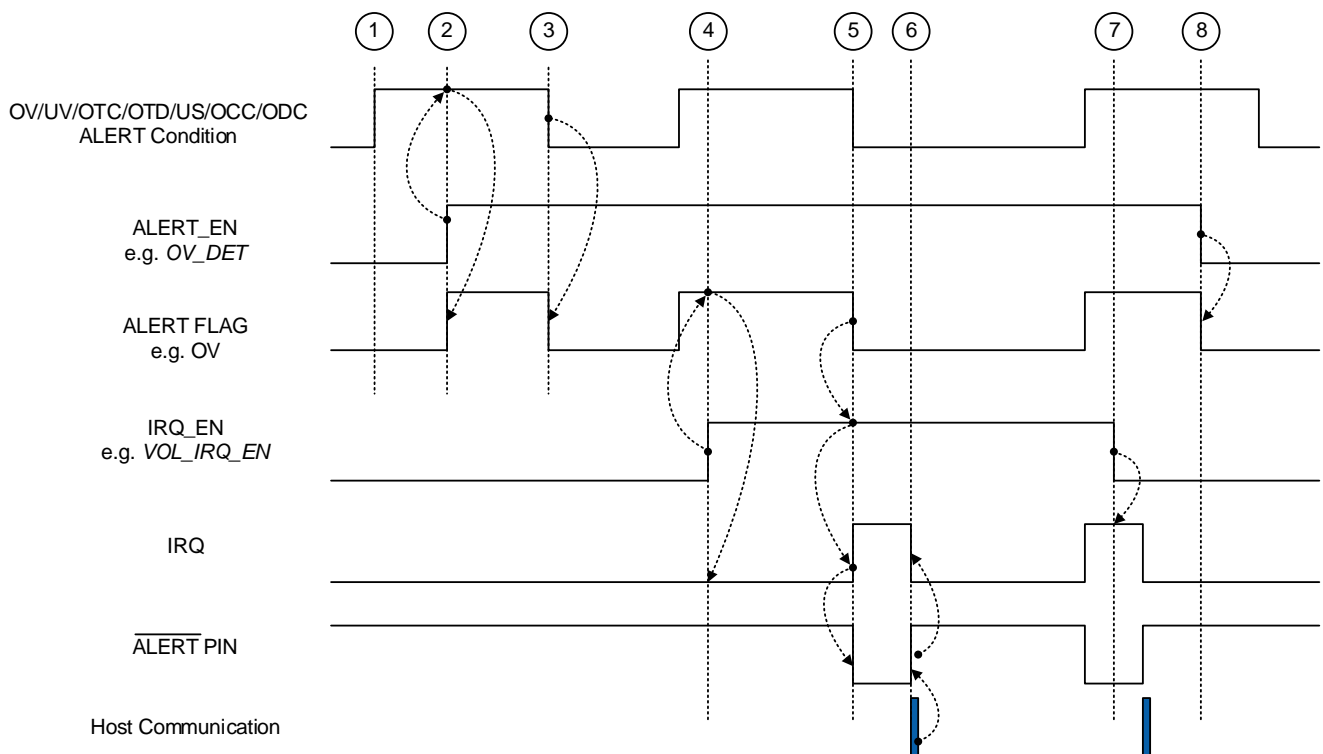 1 2 3 4 5 6 7 8
OV/UV/OTC/OTD/US/OCC/ODC
ALERT Condition
ALERT_EN
e.g. OV_DET
ALERT FLAG
e.g. OV
IRQ_EN
e.g. VOL_IRQ_EN
IRQ
ALERT PIN
Host Communication